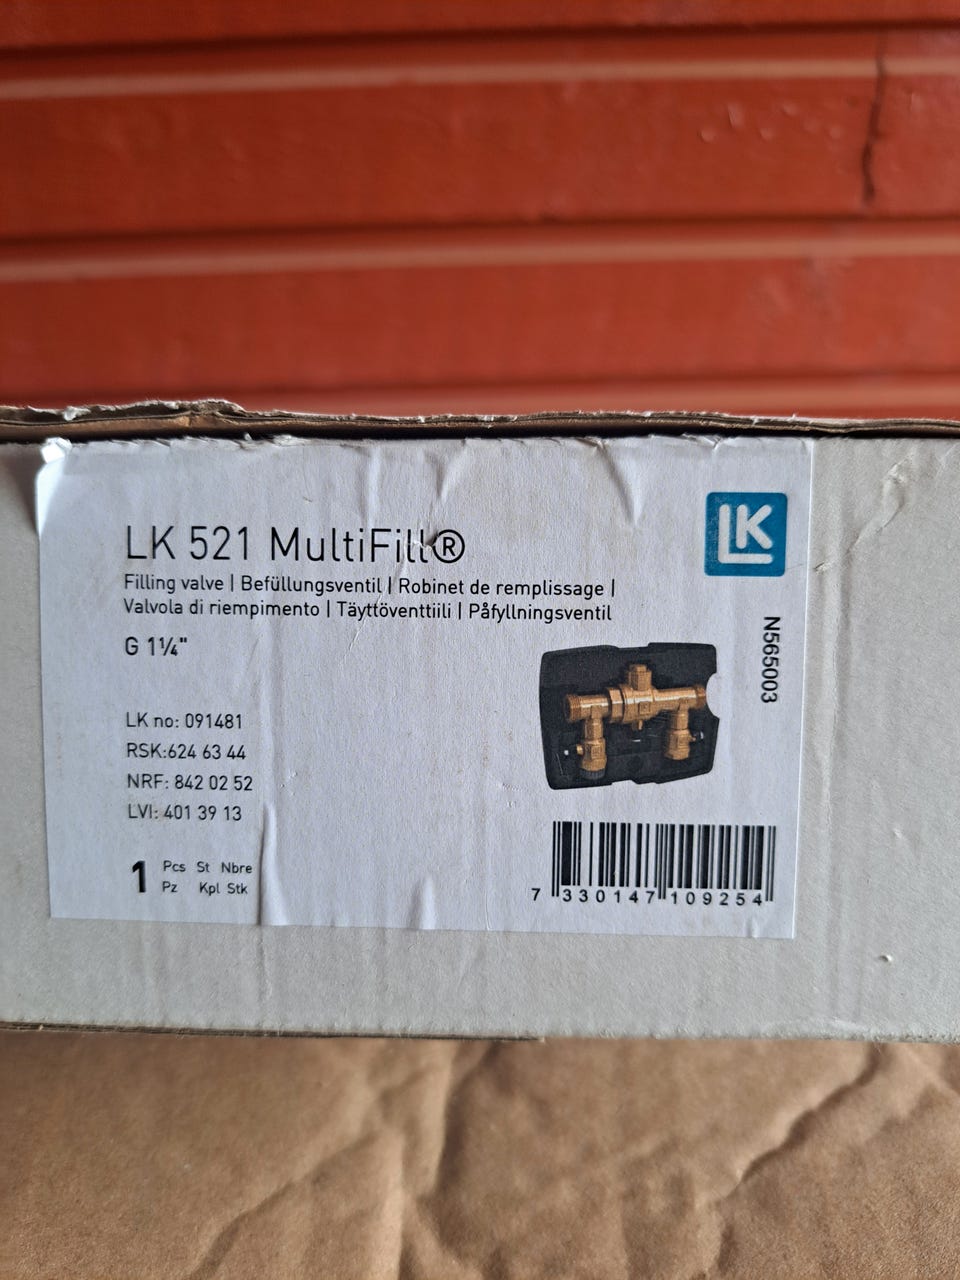 LK 521 MultiFill®
Filling valve | Befüllungsventil | Robinet de remplissage |
Valvola di riempimento | Täyttöventtiili | Påfyllningsventil
G 1¼"
LK no: 091481
RSK:624 63 44
NRF: 842 02 52
LVI: 401 39 13
1 Pcs St Nbre
Pz Kpl Stk
LK
N565003
7 330147 109254